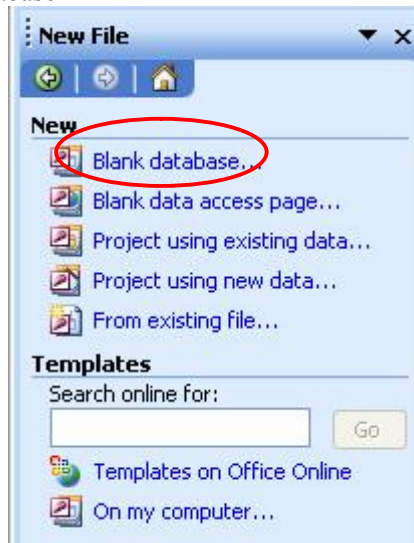 New File
New
Blank database...
Blank data access page...
Project using existing data...
Project using new data...
From existing file...
Templates
Search online for:
Go
Templates on Office Online
On my computer...